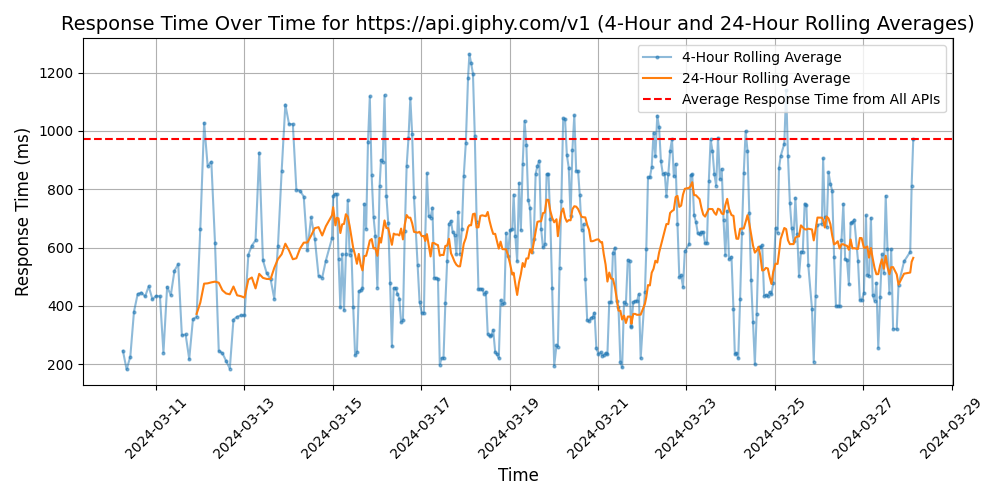 Response Time Over Time for https://api.giphy.com/v1 (4-Hour and 24-Hour Rolling Averages)
4-Hour Rolling Average
24-Hour Rolling Average
Average Response Time from All APIs
Response Time (ms)
1200
1000
800
600
400
200
2024-03-11
2024-03-13
2024-03-15
2024-03-17
2024-03-19
2024-03-21
2024-03-23
2024-03-25
2024-03-27
2024-03-29
Time